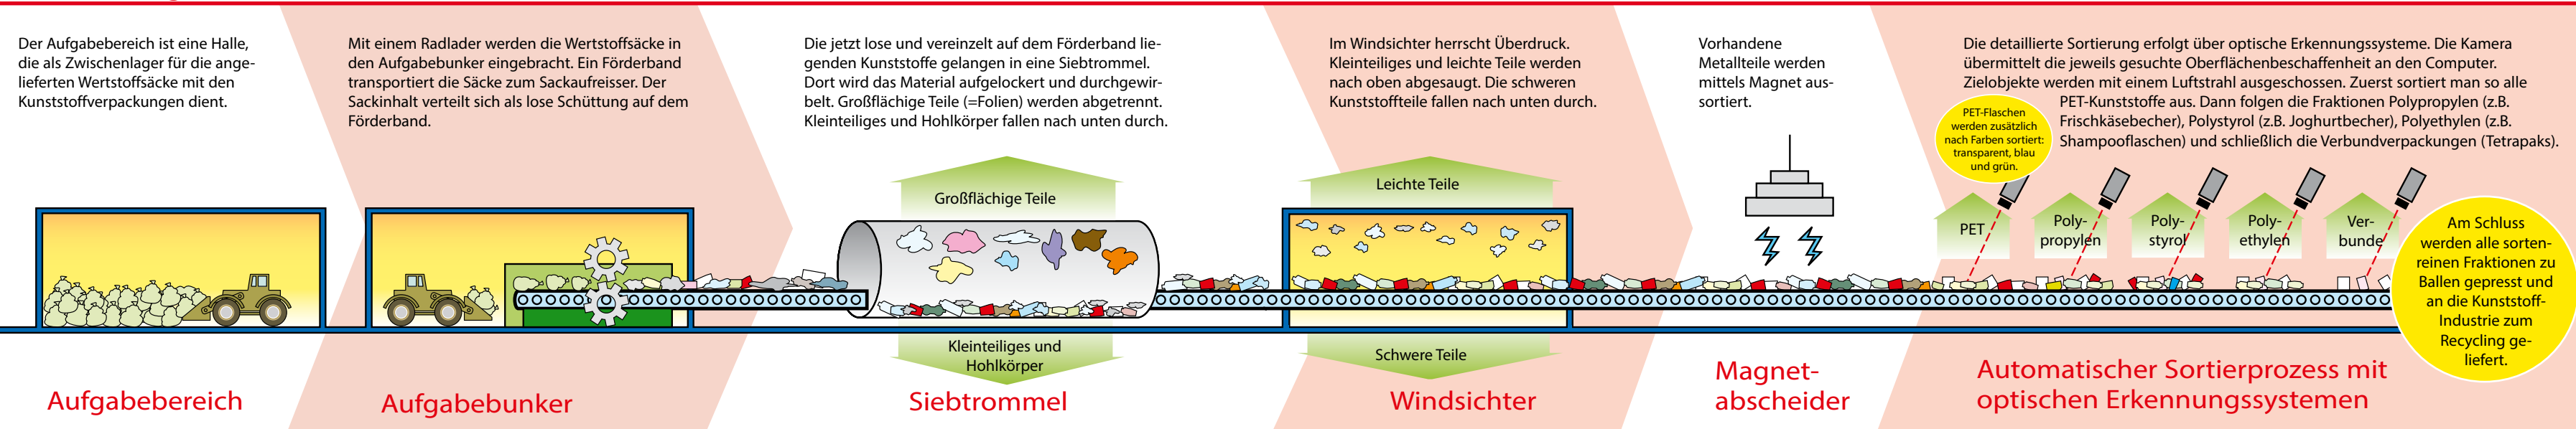 Der Aufgabebereich ist eine Halle,
die als Zwischenlager für die ange-
lieferten Wertstoffsäcke mit den
Kunststoffverpackungen dient.
Aufgabebereich
Mit einem Radlader werden die Wertstoffsäcke in
den Aufgabebunker eingebracht. Ein Förderband
transportiert die Säcke zum Sackaufreisser. Der
Sackinhalt verteilt sich als lose Schüttung auf dem
Förderband.
Aufgabebunker
Die jetzt lose und vereinzelt auf dem Förderband lie-
genden Kunststoffe gelangen in eine Siebtrommel.
Dort wird das Material aufgelockert und durchgewir-
belt. Großflächige Teile (=Folien) werden abgetrennt.
Kleinteiliges und Hohlkörper fallen nach unten durch.
Großflächige Teile
Kleinteiliges und
Hohlkörper
Siebtrommel
Im Windsichter herrscht Überdruck.
Kleinteiliges und leichte Teile werden
nach oben abgesaugt. Die schweren
Kunststoffteile fallen nach unten durch.
Leichte Teile
Schwere Teile
Windsichter
Vorhandene
Metallteile werden
mittels Magnet aus-
sortiert.
Magnet-
abscheider
Die detaillierte Sortierung erfolgt über optische Erkennungssysteme. Die Kamera
übermittelt die jeweils gesuchte Oberflächenbeschaffenheit an den Computer.
Zielobjekte werden mit einem Luftstrahl ausgeschossen. Zuerst sortiert man so alle
PET-Kunststoffe aus. Dann folgen die Fraktionen Polypropylen (z.B.
Frischkäsebecher), Polystyrol (z.B. Joghurtbecher), Polyethylen (z.B.
Shampooflaschen) und schließlich die Verbundverpackungen (Tetrapaks).
PET-Flaschen
werden zusätzlich
nach Farben sortiert:
transparent, blau
und grün.
PET
Poly-
propylen
Poly-
styrol
Poly-
ethylen
Ver-
bunde
Am Schluss
werden alle sorten-
reinen Fraktionen zu
Ballen gepresst und
an die Kunststoff-
Industrie zum
Recycling ge-
liefert.
Automatischer Sortierprozess mit
optischen Erkennungssystemen